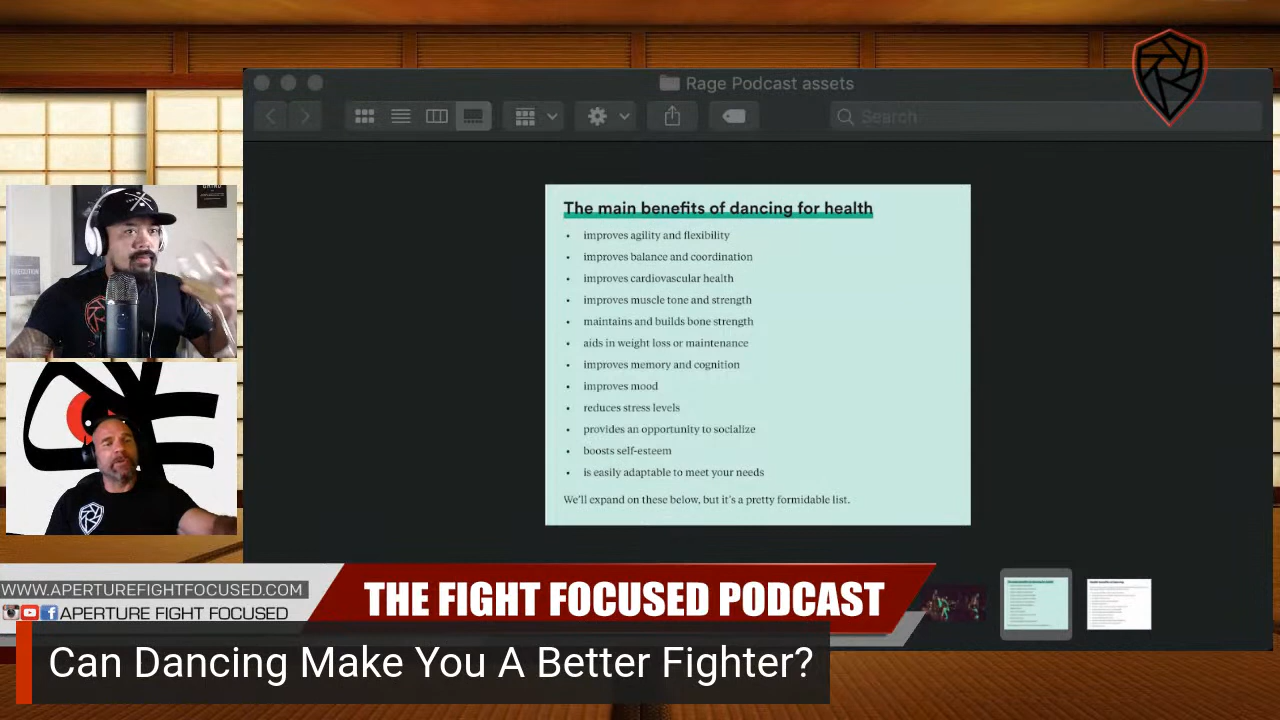 Rage Podcast assets
Search
The main benefits of dancing for health
• improves agility and flexibility
• improves balance and coordination
• improves cardiovascular health
• improves muscle tone and strength
• maintains and builds bone strength
• aids in weight loss or maintenance
• improves memory and cognition
• improves mood
• reduces stress levels
• provides an opportunity to socialize
• boosts self-esteem
• is easily adaptable to meet your needs
We'll expand on these below, but it's a pretty formidable list.
WWW.APERTUREFIGHTFOCUSED.COM
APERTURE FIGHT FOCUSED
THE FIGHT FOCUSED PODCAST
Can Dancing Make You A Better Fighter?